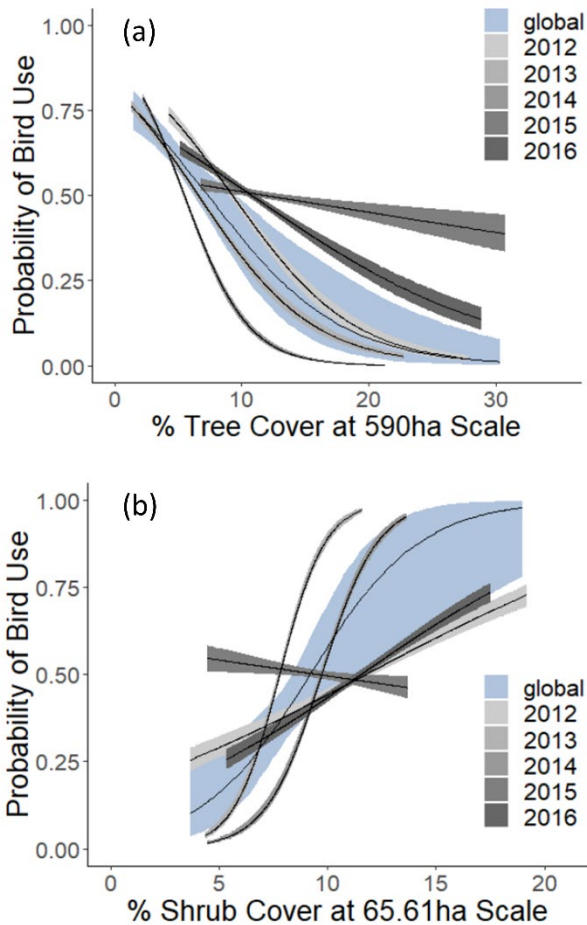 (a)
Probability of Bird Use
1.00
0.75
0.50
0.25
0.00
global
2012
2013
2014
2015
2016
0 10 20 30
% Tree Cover at 590ha Scale
(b)
Probability of Bird Use
1.00
0.75
0.50
0.25
0.00
global
2012
2013
2014
2015
2016
0 5 10 15 20
% Shrub Cover at 65.61ha Scale